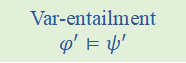 Var-entailment
φ′ ⊨ ψ′